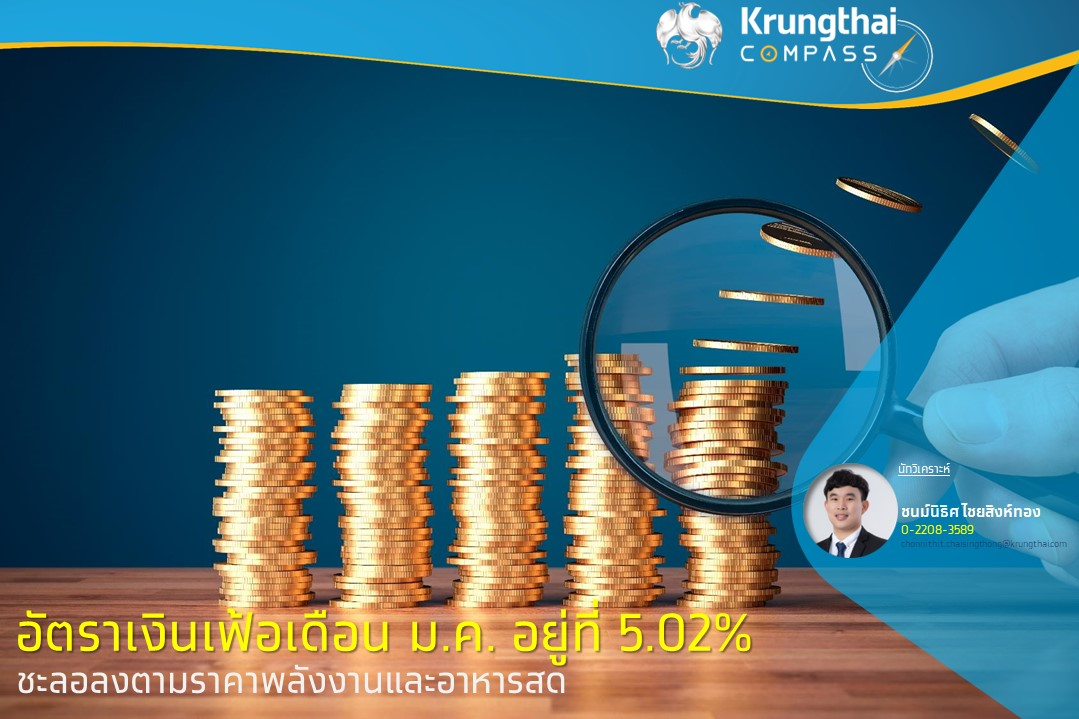 Krungthai
COMPASS
นักวิเคราะห์
ชนม์นิธิศ ไชยสิงห์ทอง
0-2208-3589
chonnithit.chaisingthong@krungthai.com
อัตราเงินเฟ้อเดือน ม.ค. อยู่ที่ 5.02%
ชะลอลงตามราคาพลังงานและอาหารสด